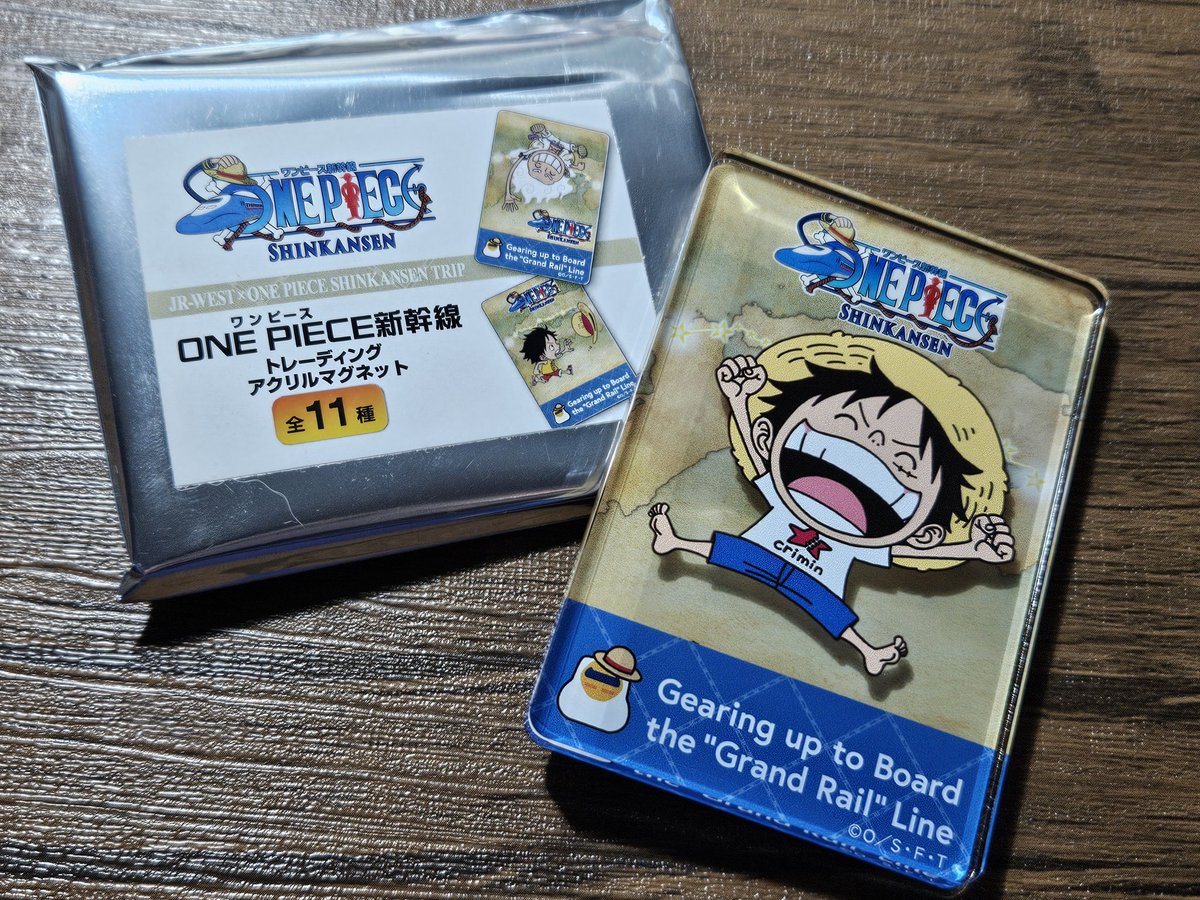 ワンピース新幹線
ONE PIECE
SHINKANSEN
JR-WEST×ONE PIECE SHINKANSEN TRIP
ワンピース
ONE PIECE新幹線
トレーディング
アクリルマグネット
全11種
ONE PIECE
SHINKANSEN
Gearing up to Board
the "Grand Rail" Line
©O/S・F・T
SHINKANSEN
Gearing up to Board
the "Grand Rail" Line
ワンピース新幹線
ONE PIECE
SHINKANSEN
crimin
Gearing up to Board
the "Grand Rail" Line
©O/S・F・T